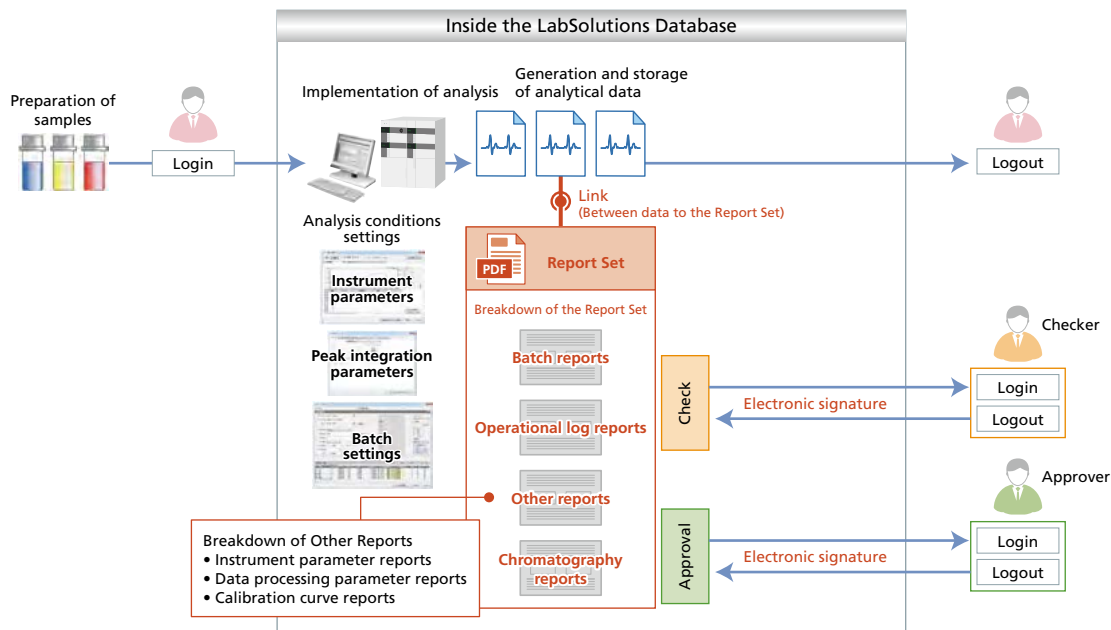 Inside the LabSolutions Database
Preparation of
samples
Login
Implementation of analysis
Generation and storage
of analytical data
Logout
Link
(Between data to the Report Set)
Analysis conditions
settings
Instrument
parameters
Peak integration
parameters
Batch
settings
PDF
Report Set
Breakdown of the Report Set
Batch reports
Operational log reports
Other reports
Chromatography
reports
Breakdown of Other Reports
• Instrument parameter reports
• Data processing parameter reports
• Calibration curve reports
Check
Electronic signature
Checker
Login
Logout
Approval
Electronic signature
Approver
Login
Logout